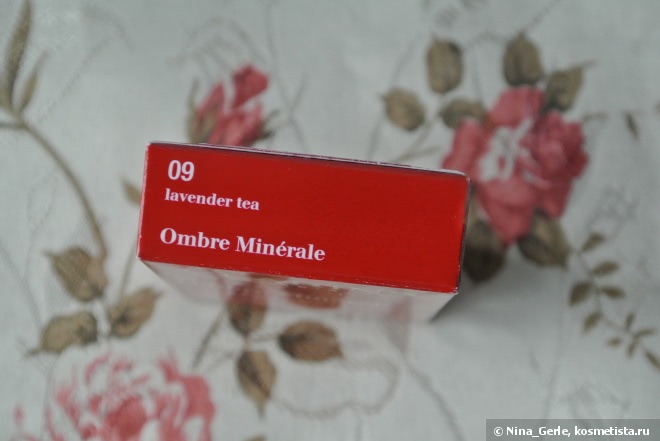 09
lavender tea
Ombre Minérale
© Nina_Gerle, kosmetista.ru